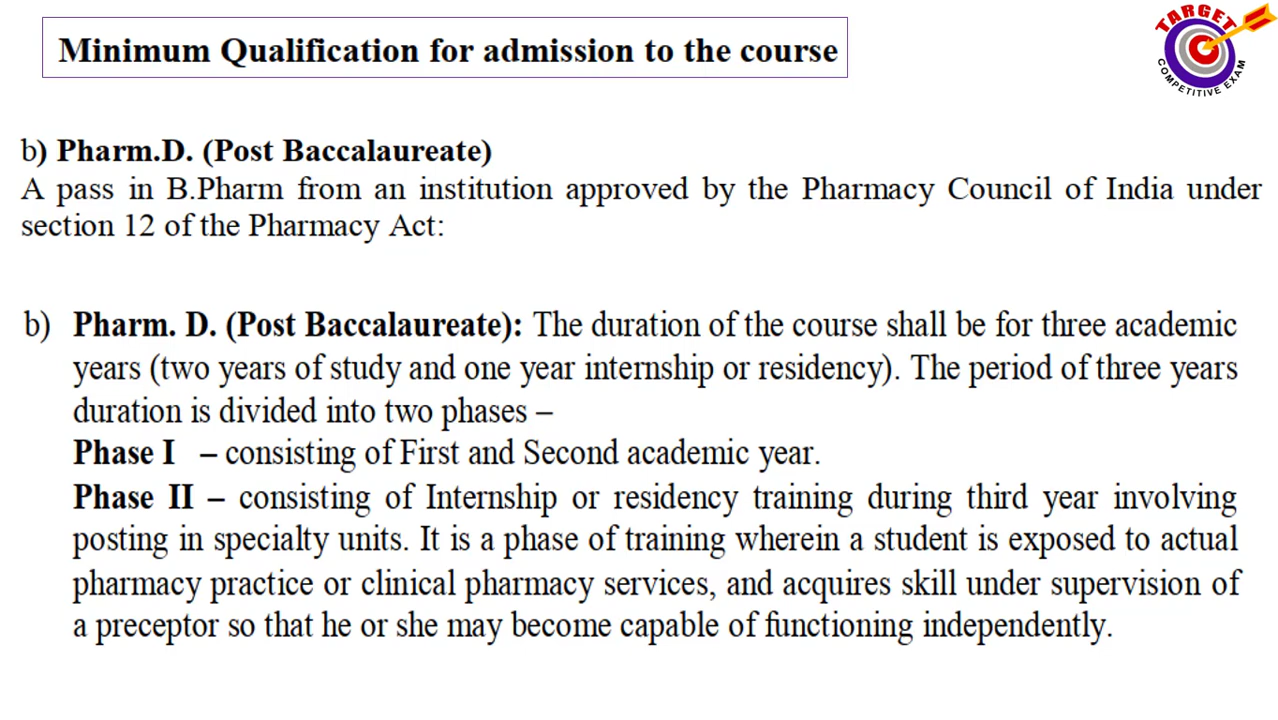 Minimum Qualification for admission to the course
TARGET
COMPETITIVE EXAM
b) Pharm.D. (Post Baccalaureate)
A pass in B.Pharm from an institution approved by the Pharmacy Council of India under
section 12 of the Pharmacy Act:
b) Pharm. D. (Post Baccalaureate): The duration of the course shall be for three academic
years (two years of study and one year internship or residency). The period of three years
duration is divided into two phases –
Phase I – consisting of First and Second academic year.
Phase II – consisting of Internship or residency training during third year involving
posting in specialty units. It is a phase of training wherein a student is exposed to actual
pharmacy practice or clinical pharmacy services, and acquires skill under supervision of
a preceptor so that he or she may become capable of functioning independently.